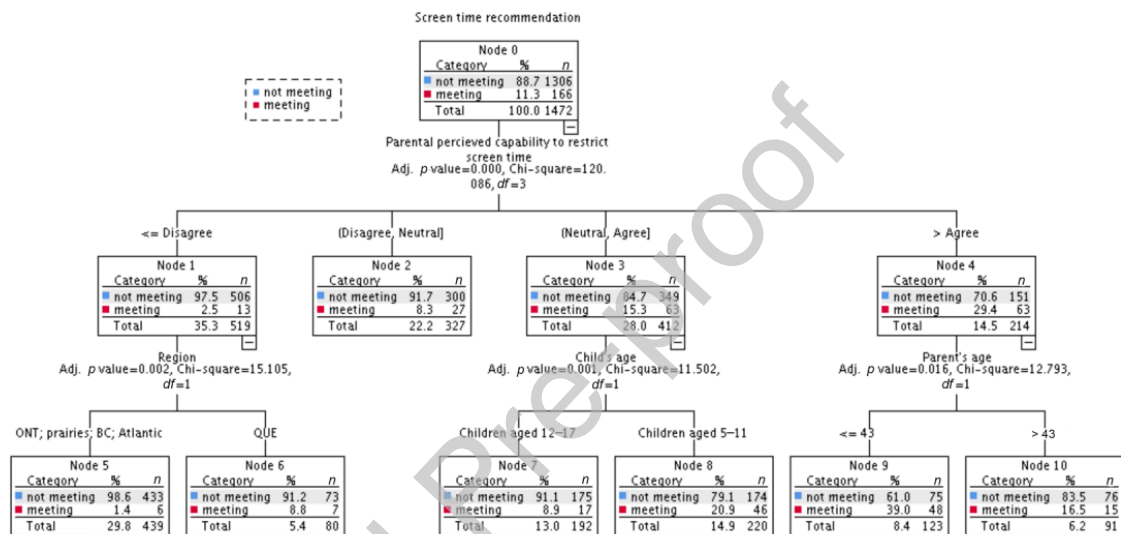 Screen time recommendation
not meeting
meeting
Node 0
Category % n
not meeting 88.7 1306
meeting 11.3 166
Total 100.0 1472
Parental percieved capability to restrict
screen time
Adj. p value=0.000, Chi-square=120.
086, df=3
<= Disagree
(Disagree, Neutral]
(Neutral, Agree]
> Agree
Node 1
Category % n
not meeting 97.5 506
meeting 2.5 13
Total 35.3 519
Node 2
Category % n
not meeting 91.7 300
meeting 8.3 27
Total 22.2 327
Node 3
Category % n
not meeting 84.7 349
meeting 15.3 63
Total 28.0 412
Node 4
Category % n
not meeting 70.6 151
meeting 29.4 63
Total 14.5 214
Region
Adj. p value=0.002, Chi-square=15.105,
df=1
Child's age
Adj. p value=0.001, Chi-square=11.502,
df=1
Parent's age
Adj. p value=0.016, Chi-square=12.793,
df=1
ONT; prairies; BC; Atlantic
QUE
Children aged 12-17
Children aged 5-11
<= 43
> 43
Node 5
Category % n
not meeting 98.6 433
meeting 1.4 6
Total 29.8 439
Node 6
Category % n
not meeting 91.2 73
meeting 8.8 7
Total 5.4 80
Node 7
Category % n
not meeting 91.1 175
meeting 8.9 17
Total 13.0 192
Node 8
Category % n
not meeting 79.1 174
meeting 20.9 46
Total 14.9 220
Node 9
Category % n
not meeting 61.0 75
meeting 39.0 48
Total 8.4 123
Node 10
Category % n
not meeting 83.5 76
meeting 16.5 15
Total 6.2 91
Pre-proof